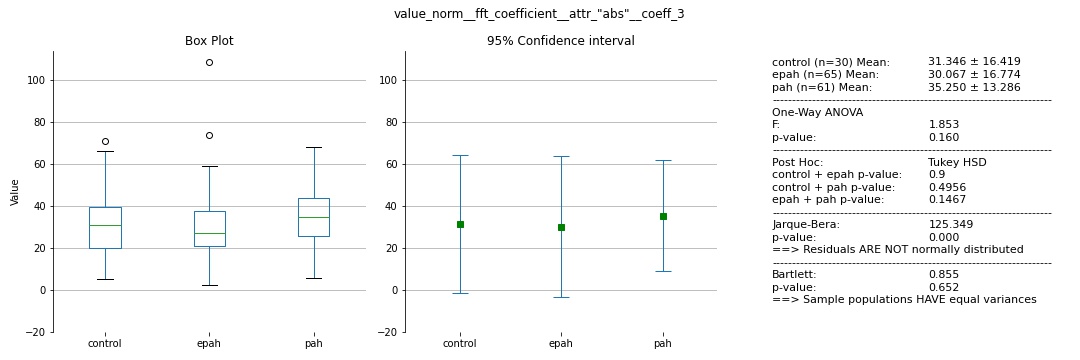 value_norm__fft_coefficient__attr_"abs"__coeff_3
Box Plot
Value
100
80
60
40
20
0
−20
control epah pah
95% Confidence interval
100
80
60
40
20
0
−20
control epah pah
control (n=30) Mean: 31.346 ± 16.419
epah (n=65) Mean: 30.067 ± 16.774
pah (n=61) Mean: 35.250 ± 13.286
One-Way ANOVA
F: 1.853
p-value: 0.160
Post Hoc: Tukey HSD
control + epah p-value: 0.9
control + pah p-value: 0.4956
epah + pah p-value: 0.1467
Jarque-Bera: 125.349
p-value: 0.000
==> Residuals ARE NOT normally distributed
Bartlett: 0.855
p-value: 0.652
==> Sample populations HAVE equal variances